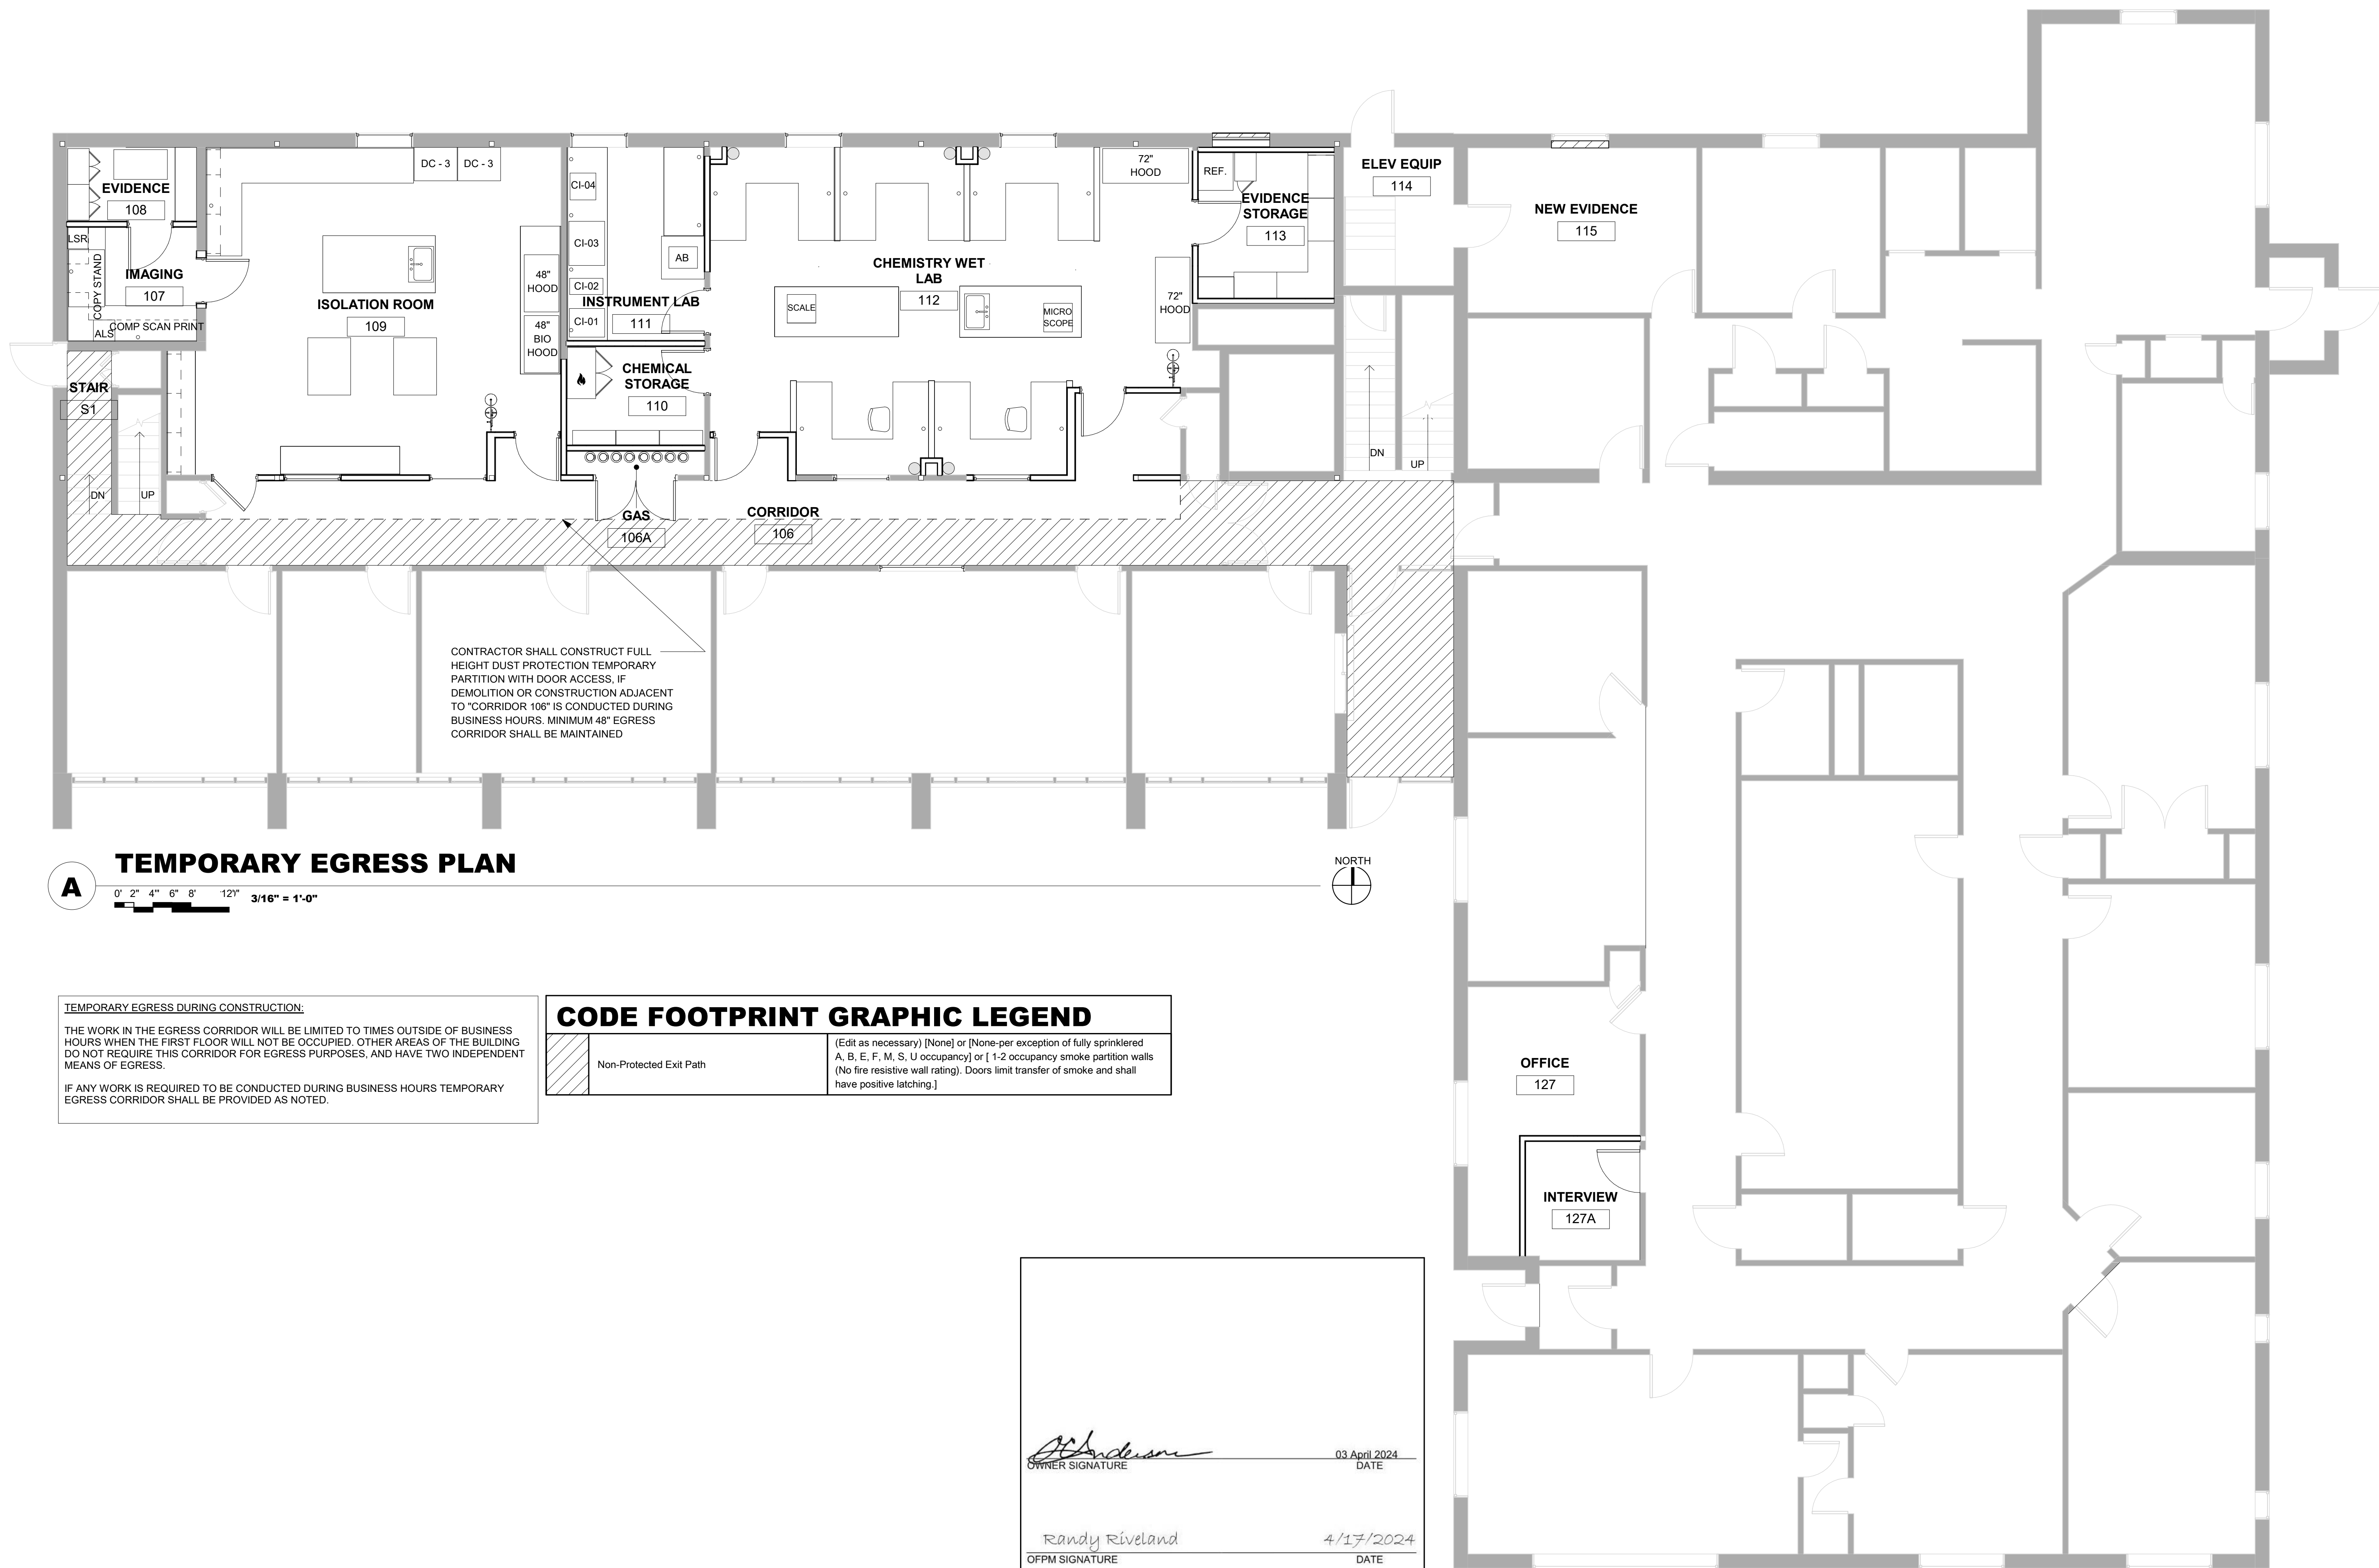 EVIDENCE
108
LSR
COPY STAND
IMAGING
107
ALS
COMP SCAN PRINT
STAIR
S1
DN
UP
DC - 3
DC - 3
ISOLATION ROOM
109
48"
HOOD
48"
BIO
HOOD
CI-04
CI-03
CI-02
CI-01
AB
INSTRUMENT LAB
111
CHEMICAL
STORAGE
110
GAS
106A
CORRIDOR
106
CHEMISTRY WET
LAB
112
SCALE
MICRO
SCOPE
72"
HOOD
72"
HOOD
REF.
EVIDENCE
STORAGE
113
ELEV EQUIP
114
DN
UP
NEW EVIDENCE
115
CONTRACTOR SHALL CONSTRUCT FULL
HEIGHT DUST PROTECTION TEMPORARY
PARTITION WITH DOOR ACCESS, IF
DEMOLITION OR CONSTRUCTION ADJACENT
TO "CORRIDOR 106" IS CONDUCTED DURING
BUSINESS HOURS. MINIMUM 48" EGRESS
CORRIDOR SHALL BE MAINTAINED
A
TEMPORARY EGRESS PLAN
0' 2" 4" 6" 8'
3/16" = 1'-0"
NORTH
TEMPORARY EGRESS DURING CONSTRUCTION:
THE WORK IN THE EGRESS CORRIDOR WILL BE LIMITED TO TIMES OUTSIDE OF BUSINESS
HOURS WHEN THE FIRST FLOOR WILL NOT BE OCCUPIED. OTHER AREAS OF THE BUILDING
DO NOT REQUIRE THIS CORRIDOR FOR EGRESS PURPOSES, AND HAVE TWO INDEPENDENT
MEANS OF EGRESS.
IF ANY WORK IS REQUIRED TO BE CONDUCTED DURING BUSINESS HOURS TEMPORARY
EGRESS CORRIDOR SHALL BE PROVIDED AS NOTED.
CODE FOOTPRINT GRAPHIC LEGEND
Non-Protected Exit Path
(Edit as necessary) [None] or [None-per exception of fully sprinklered
A, B, E, F, M, S, U occupancy] or [ 1-2 occupancy smoke partition walls
(No fire resistive wall rating). Doors limit transfer of smoke and shall
have positive latching.]
OFFICE
127
INTERVIEW
127A
Anderson
03 April 2024
OWNER SIGNATURE
DATE
Randy Riveland
4/17/2024
OFPM SIGNATURE
DATE